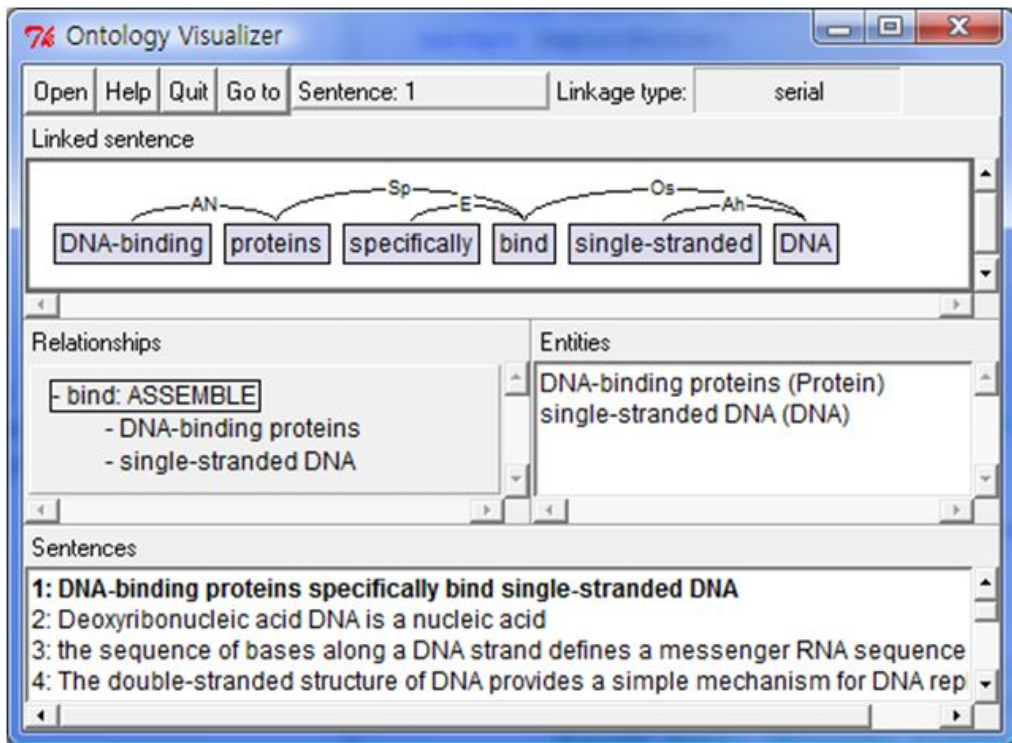 Ontology Visualizer
Open Help Quit Go to Sentence: 1 Linkage type: serial
Linked sentence
AN Sp E Os Ah
DNA-binding proteins specifically bind single-stranded DNA
Relationships
- bind: ASSEMBLE
- DNA-binding proteins
- single-stranded DNA
Entities
DNA-binding proteins (Protein)
single-stranded DNA (DNA)
Sentences
1: DNA-binding proteins specifically bind single-stranded DNA
2: Deoxyribonucleic acid DNA is a nucleic acid
3: the sequence of bases along a DNA strand defines a messenger RNA sequence
4: The double-stranded structure of DNA provides a simple mechanism for DNA rep